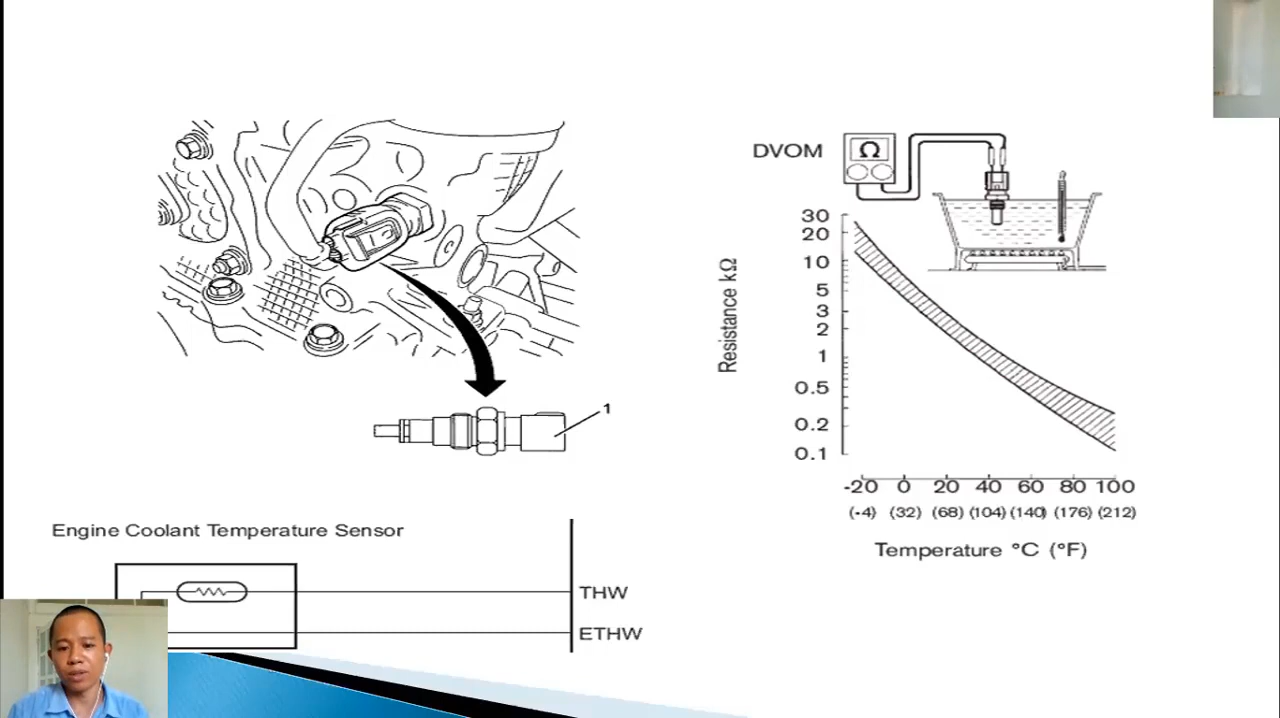 DVOM
Ω
30
20
10
5
3
2
1
0.5
0.2
0.1
Resistance kΩ
-20 0 20 40 60 80 100
(-4) (32) (68) (104) (140) (176) (212)
Temperature °C (°F)
1
Engine Coolant Temperature Sensor
THW
ETHW